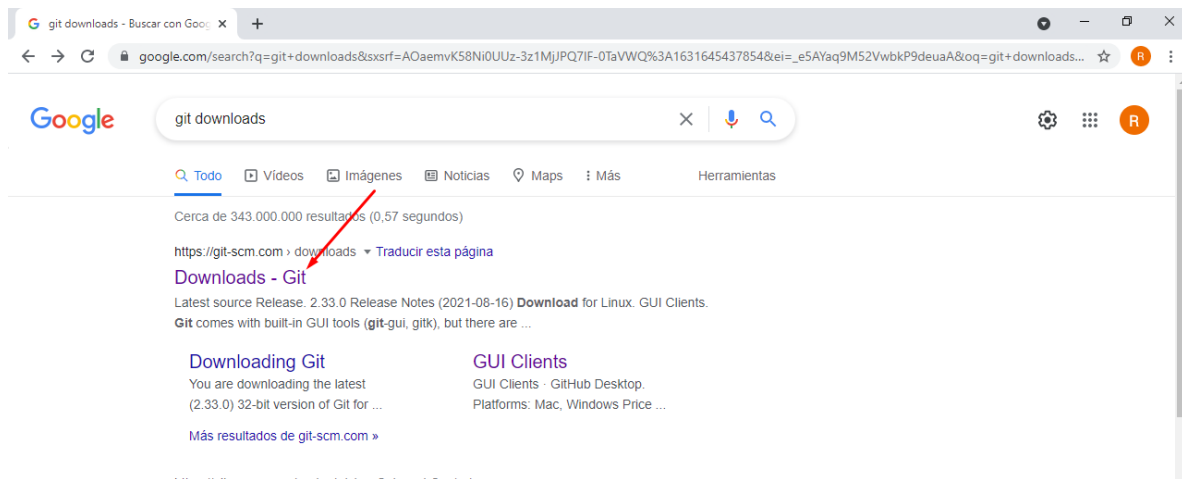 git downloads - Buscar con Goog
google.com/search?q=git+downloads&sxsrf=AOaemvK58Ni0UUz-3z1MjJPQ7lF-0TaVWQ%3A1631645437854&ei=_e5AYaq9M52VwbkP9deuaA&oq=git+downloads... R
Google git downloads R
Todo Vídeos Imágenes Noticias Maps Más Herramientas
Cerca de 343.000.000 resultados (0,57 segundos)
https://git-scm.com › downloads Traducir esta página
Downloads - Git
Latest source Release. 2.33.0 Release Notes (2021-08-16) Download for Linux. GUI Clients.
Git comes with built-in GUI tools (git-gui, gitk), but there are ...
Downloading Git
You are downloading the latest
(2.33.0) 32-bit version of Git for ...
GUI Clients
GUI Clients · GitHub Desktop.
Platforms: Mac, Windows Price ...
Más resultados de git-scm.com »